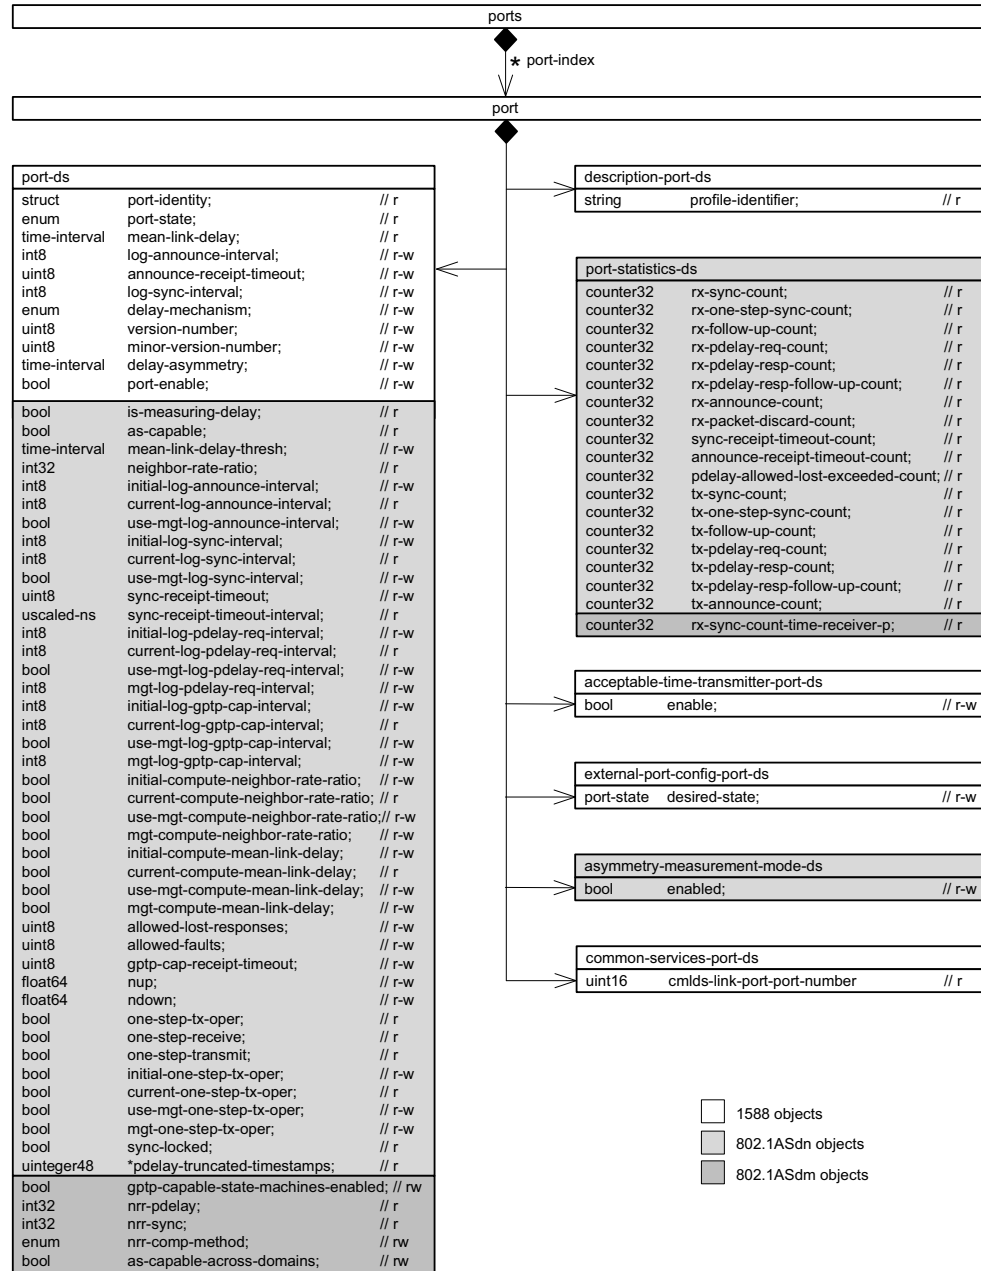 ports
* port-index
port
port-ds
struct port-identity; // r
enum port-state; // r
time-interval mean-link-delay; // r
int8 log-announce-interval; // r-w
uint8 announce-receipt-timeout; // r-w
int8 log-sync-interval; // r-w
enum delay-mechanism; // r-w
uint8 version-number; // r-w
uint8 minor-version-number; // r-w
time-interval delay-asymmetry; // r-w
bool port-enable; // r-w
bool is-measuring-delay; // r
bool as-capable; // r
time-interval mean-link-delay-thresh; // r-w
int32 neighbor-rate-ratio; // r
int8 initial-log-announce-interval; // r-w
int8 current-log-announce-interval; // r
bool use-mgt-log-announce-interval; // r-w
int8 initial-log-sync-interval; // r-w
int8 current-log-sync-interval; // r
bool use-mgt-log-sync-interval; // r-w
uint8 sync-receipt-timeout; // r-w
uscaled-ns sync-receipt-timeout-interval; // r
int8 initial-log-pdelay-req-interval; // r-w
int8 current-log-pdelay-req-interval; // r
bool use-mgt-log-pdelay-req-interval; // r-w
int8 mgt-log-pdelay-req-interval; // r-w
int8 initial-log-gptp-cap-interval; // r-w
int8 current-log-gptp-cap-interval; // r
bool use-mgt-log-gptp-cap-interval; // r-w
int8 mgt-log-gptp-cap-interval; // r-w
bool initial-compute-neighbor-rate-ratio; // r-w
bool current-compute-neighbor-rate-ratio; // r
bool use-mgt-compute-neighbor-rate-ratio;// r-w
bool mgt-compute-neighbor-rate-ratio; // r-w
bool initial-compute-mean-link-delay; // r-w
bool current-compute-mean-link-delay; // r
bool use-mgt-compute-mean-link-delay; // r-w
bool mgt-compute-mean-link-delay; // r-w
uint8 allowed-lost-responses; // r-w
uint8 allowed-faults; // r-w
uint8 gptp-cap-receipt-timeout; // r-w
float64 nup; // r-w
float64 ndown; // r-w
bool one-step-tx-oper; // r
bool one-step-receive; // r
bool one-step-transmit; // r
bool initial-one-step-tx-oper; // r-w
bool current-one-step-tx-oper; // r
bool use-mgt-one-step-tx-oper; // r-w
bool mgt-one-step-tx-oper; // r-w
bool sync-locked; // r
uinteger48 *pdelay-truncated-timestamps; // r
bool gptp-capable-state-machines-enabled; // rw
int32 nrr-pdelay; // r
int32 nrr-sync; // r
enum nrr-comp-method; // rw
bool as-capable-across-domains; // rw
description-port-ds
string profile-identifier; // r
port-statistics-ds
counter32 rx-sync-count; // r
counter32 rx-one-step-sync-count; // r
counter32 rx-follow-up-count; // r
counter32 rx-pdelay-req-count; // r
counter32 rx-pdelay-resp-count; // r
counter32 rx-pdelay-resp-follow-up-count; // r
counter32 rx-announce-count; // r
counter32 rx-packet-discard-count; // r
counter32 sync-receipt-timeout-count; // r
counter32 announce-receipt-timeout-count; // r
counter32 pdelay-allowed-lost-exceeded-count; // r
counter32 tx-sync-count; // r
counter32 tx-one-step-sync-count; // r
counter32 tx-follow-up-count; // r
counter32 tx-pdelay-req-count; // r
counter32 tx-pdelay-resp-count; // r
counter32 tx-pdelay-resp-follow-up-count; // r
counter32 tx-announce-count; // r
counter32 rx-sync-count-time-receiver-p; // r
acceptable-time-transmitter-port-ds
bool enable; // r-w
external-port-config-port-ds
port-state desired-state; // r-w
asymmetry-measurement-mode-ds
bool enabled; // r-w
common-services-port-ds
uint16 cmlds-link-port-port-number // r
1588 objects
802.1ASdn objects
802.1ASdm objects